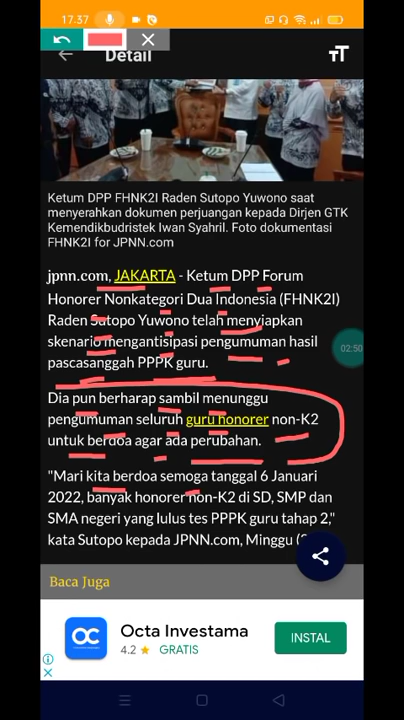 17.37
Detail
Ketum DPP FHNK2I Raden Sutopo Yuwono saat
menyerahkan dokumen perjuangan kepada Dirjen GTK
Kemendikbudristek Iwan Syahril. Foto dokumentasi
FHNK2I for JPNN.com
jpnn.com, JAKARTA - Ketum DPP Forum
Honorer Nonkategori Dua Indonesia (FHNK2I)
Raden Sutopo Yuwono telah menyiapkan
skenario mengantisipasi pengumuman hasil
pascasanggah PPPK guru.
02:50
Dia pun berharap sambil menunggu
pengumuman seluruh guru honorer non-K2
untuk berdoa agar ada perubahan.
"Mari kita berdoa semoga tanggal 6 Januari
2022, banyak honorer non-K2 di SD, SMP dan
SMA negeri yang lulus tes PPPK guru tahap 2,"
kata Sutopo kepada JPNN.com, Minggu
Baca Juga
Octa Investama
4.2 ★ GRATIS
INSTAL